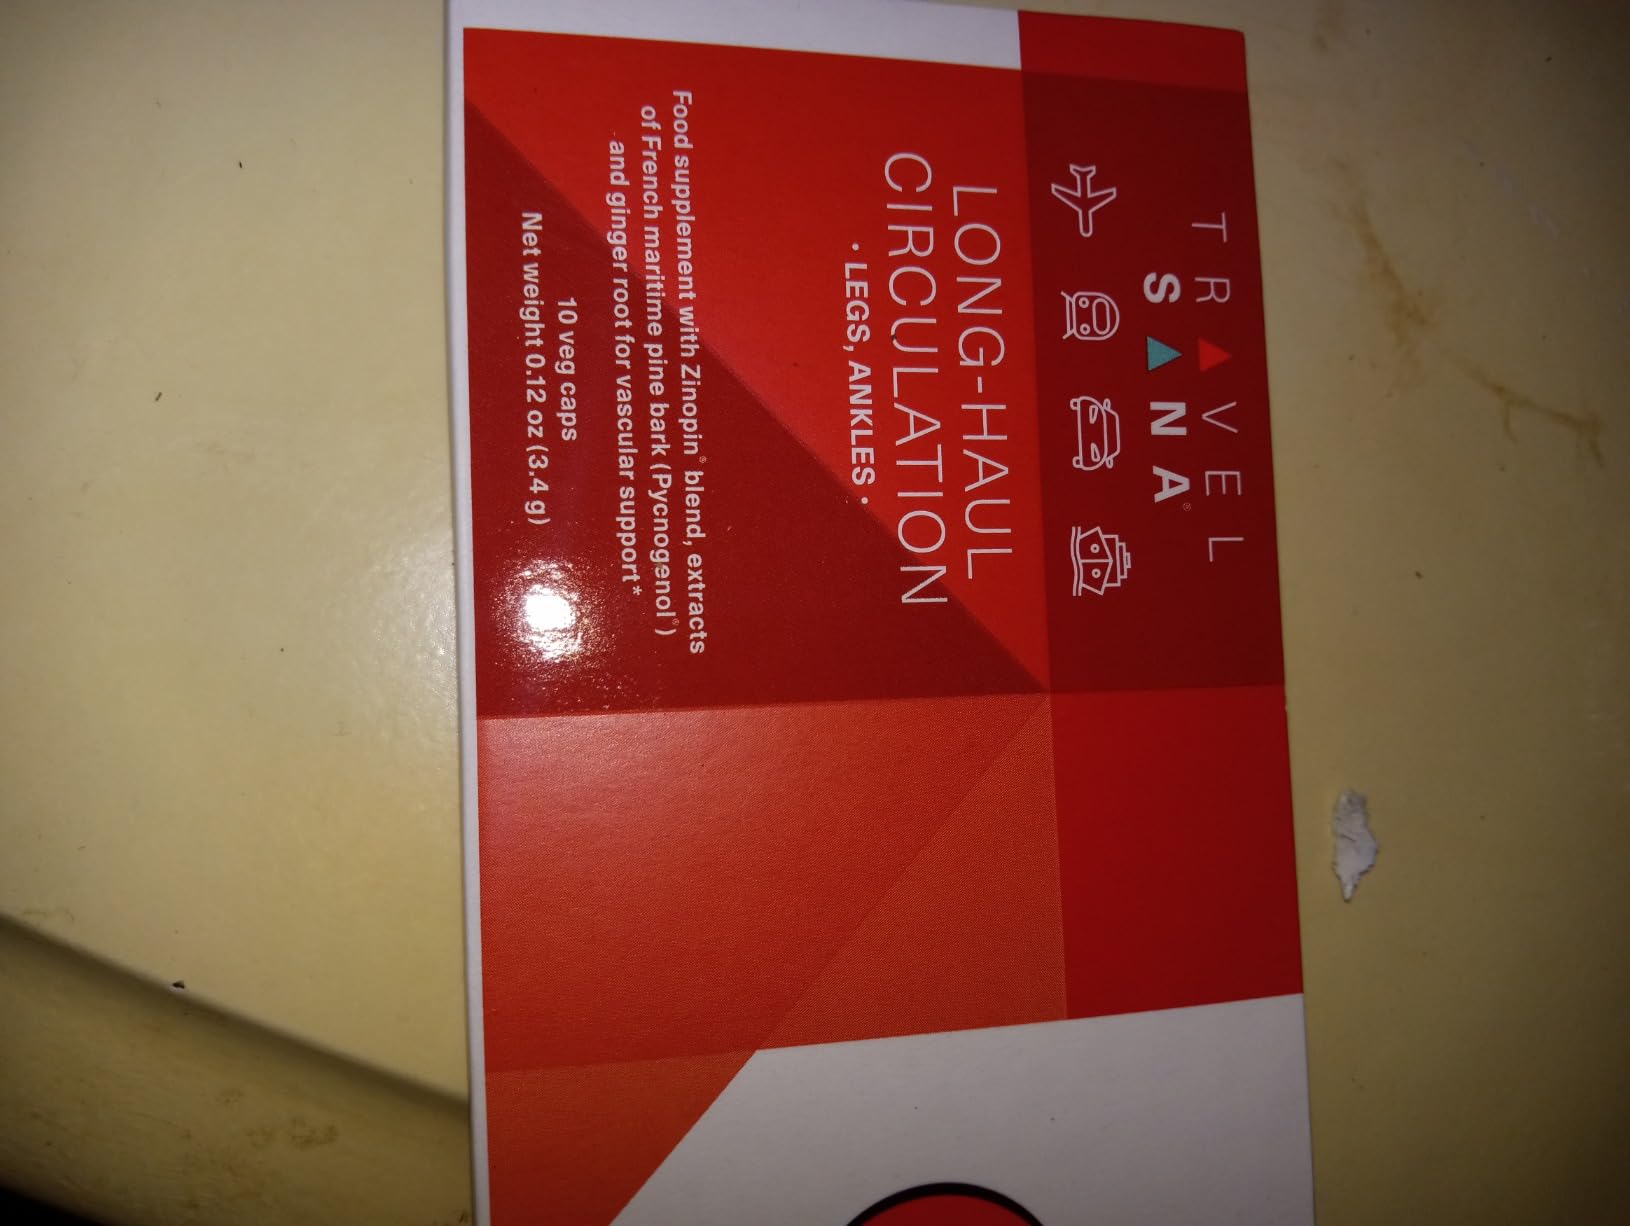 TRAVEL
SANA®
LONG-HAUL
CIRCULATION
· LEGS, ANKLES ·
Food supplement with Zinopin® blend, extracts
of French maritime pine bark (Pycnogenol®)
and ginger root for vascular support*
10 veg caps
Net weight 0.12 oz (3.4 g)